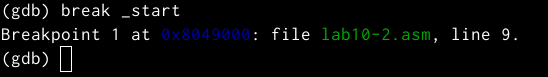 (gdb) break _start
Breakpoint 1 at 0x8049000: file lab10-2.asm, line 9.
(gdb)